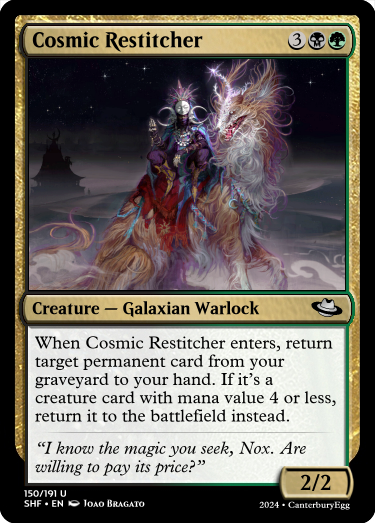 Cosmic Restitcher 3
Creature — Galaxian Warlock
When Cosmic Restitcher enters, return
target permanent card from your
graveyard to your hand. If it's a
creature card with mana value 4 or less,
return it to the battlefield instead.
“I know the magic you seek, Nox. Are
willing to pay its price?”
2/2
150/191 U
SHF • EN Joao Bragato
2024 • CanterburyEgg